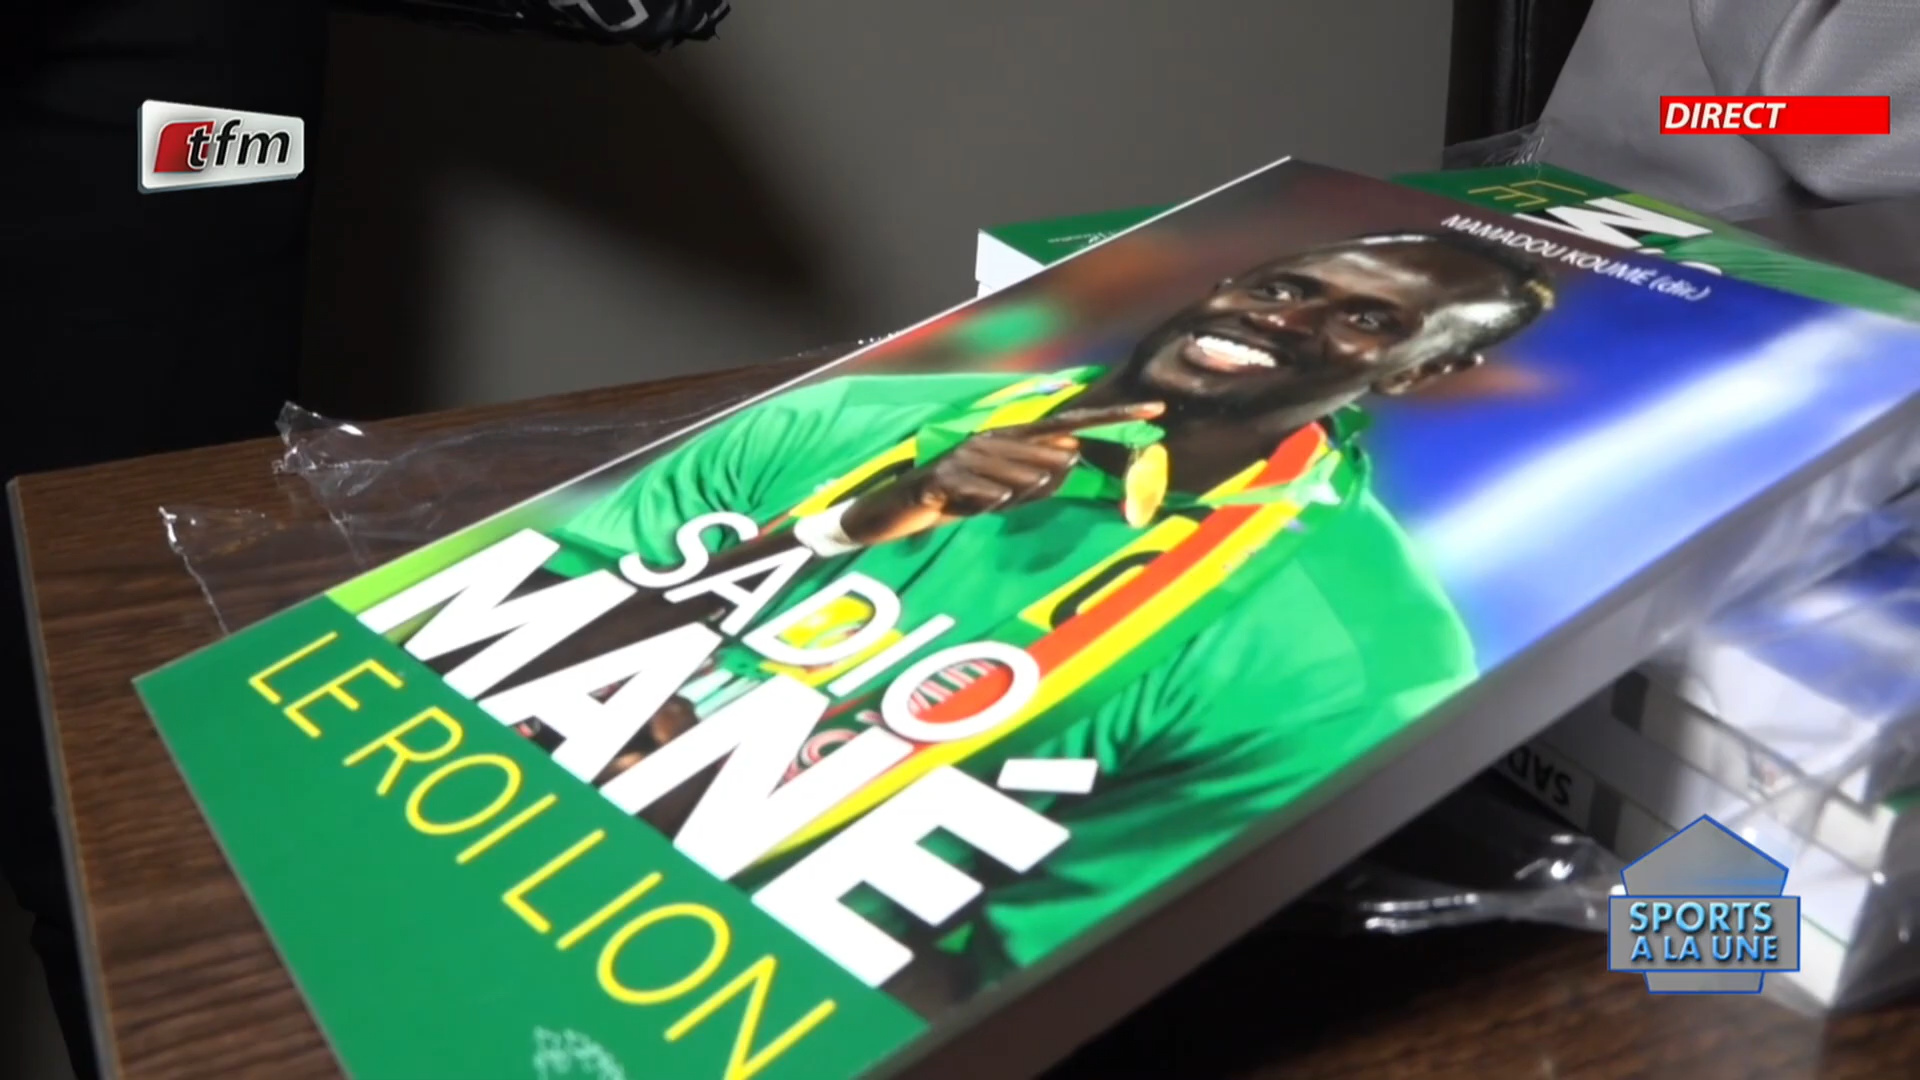 tfm
DIRECT
MAMADOU KOUMÉ (dir.)
SADIO
MANÉ
LE ROI LION
SPORTS
A LA UNE